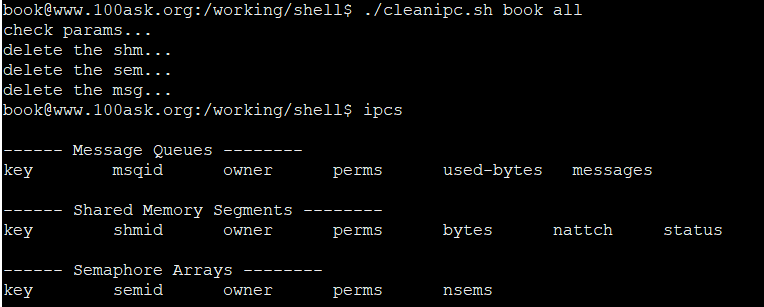 book@www.100ask.org:/working/shell$ ./cleanipc.sh book all
check params...
delete the shm...
delete the sem...
delete the msg...
book@www.100ask.org:/working/shell$ ipcs
------ Message Queues --------
key        msqid      owner      perms      used-bytes   messages
------ Shared Memory Segments --------
key        shmid      owner      perms      bytes      nattch     status
------ Semaphore Arrays --------
key        semid      owner      perms      nsems